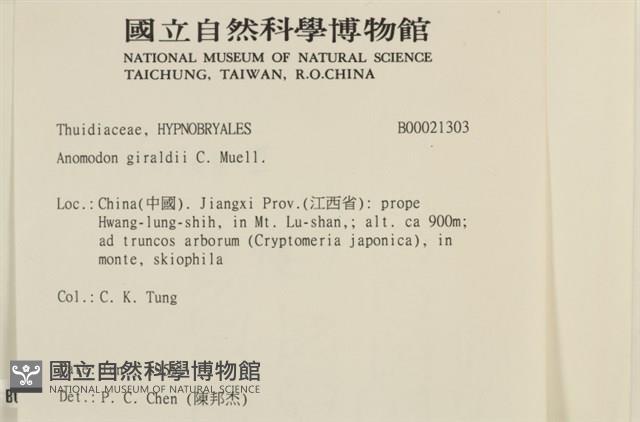 國立自然科學博物館
NATIONAL MUSEUM OF NATURAL SCIENCE
TAICHUNG, TAIWAN, R.O.CHINA
Thuidiaceae, HYPNOBRYALES B00021303
Anomodon giraldii C. Muell.
Loc.: China(中國). Jiangxi Prov.(江西省): prope
Hwang-lung-shih, in Mt. Lu-shan,; alt. ca 900m;
ad truncos arborum (Cryptomeria japonica), in
monte, skiophila
Col.: C. K. Tung
國立自然科學博物館
NATIONAL MUSEUM OF NATURAL SCIENCE
Det.: P. C. Chen (陳邦杰)